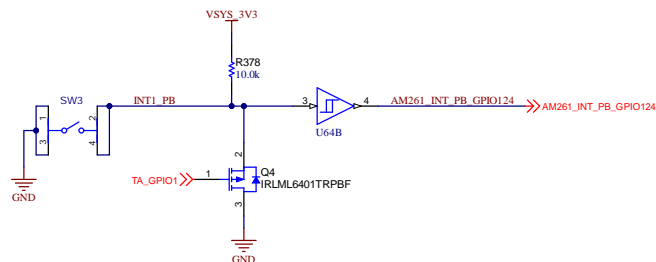 VSYS_3V3
R378
10.0k
SW3
INT1_PB
1
2
3
4
3
4
AM261_INT_PB_GPIO124
AM261_INT_PB_GPIO124
U64B
GND
2
Q4
TA_GPIO1
1
IRLML6401TRPBF
3
GND